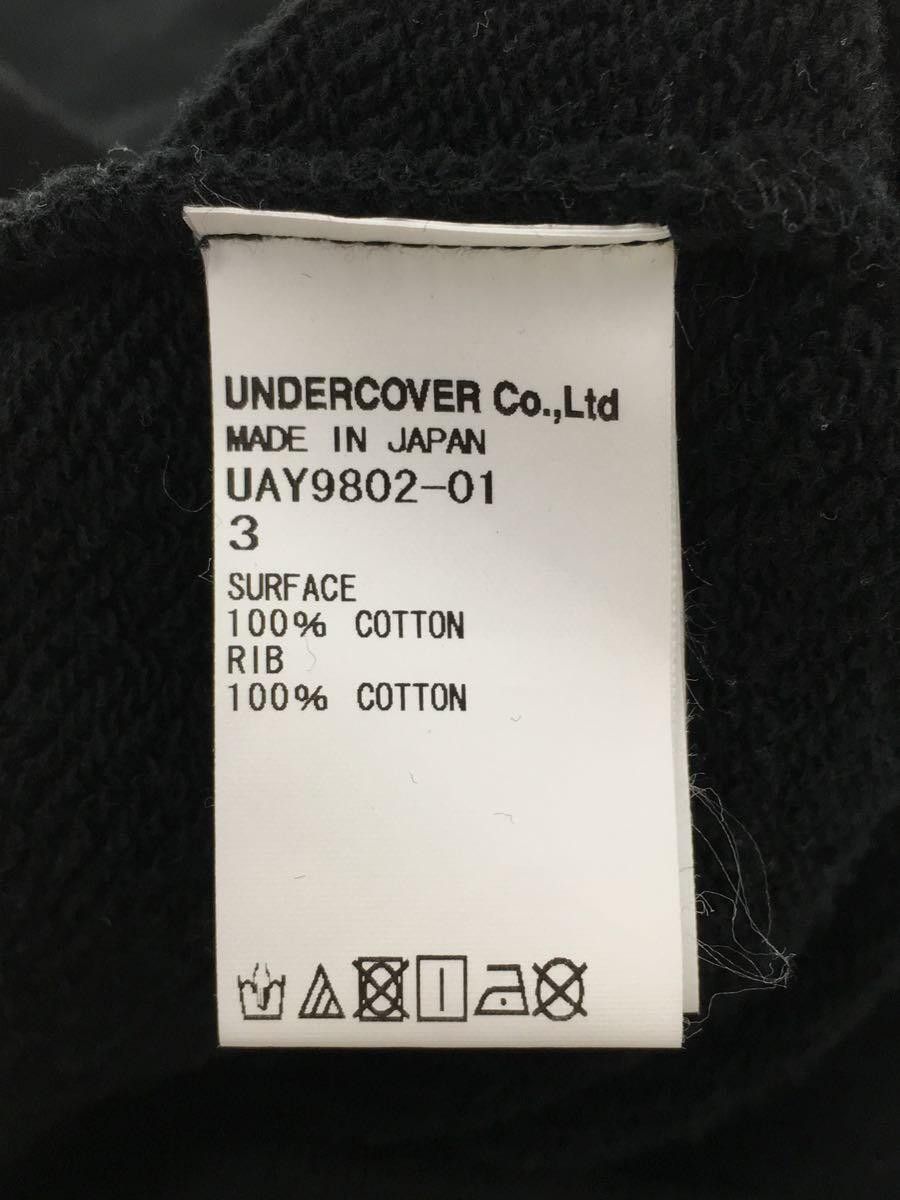 UNDERCOVER Co.,Ltd
MADE IN JAPAN
UAY9802-01
3
SURFACE
100% COTTON
RIB
100% COTTON